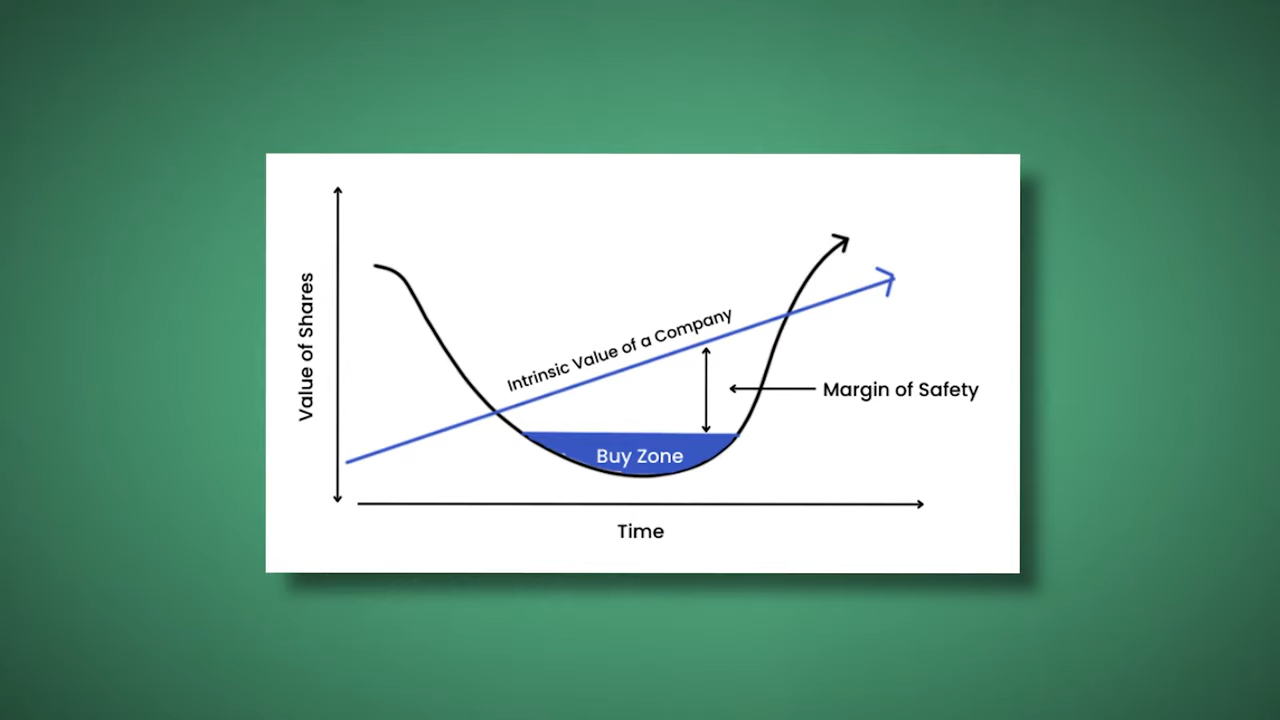 Value of Shares
Intrinsic Value of a Company
Margin of Safety
Buy Zone
Time